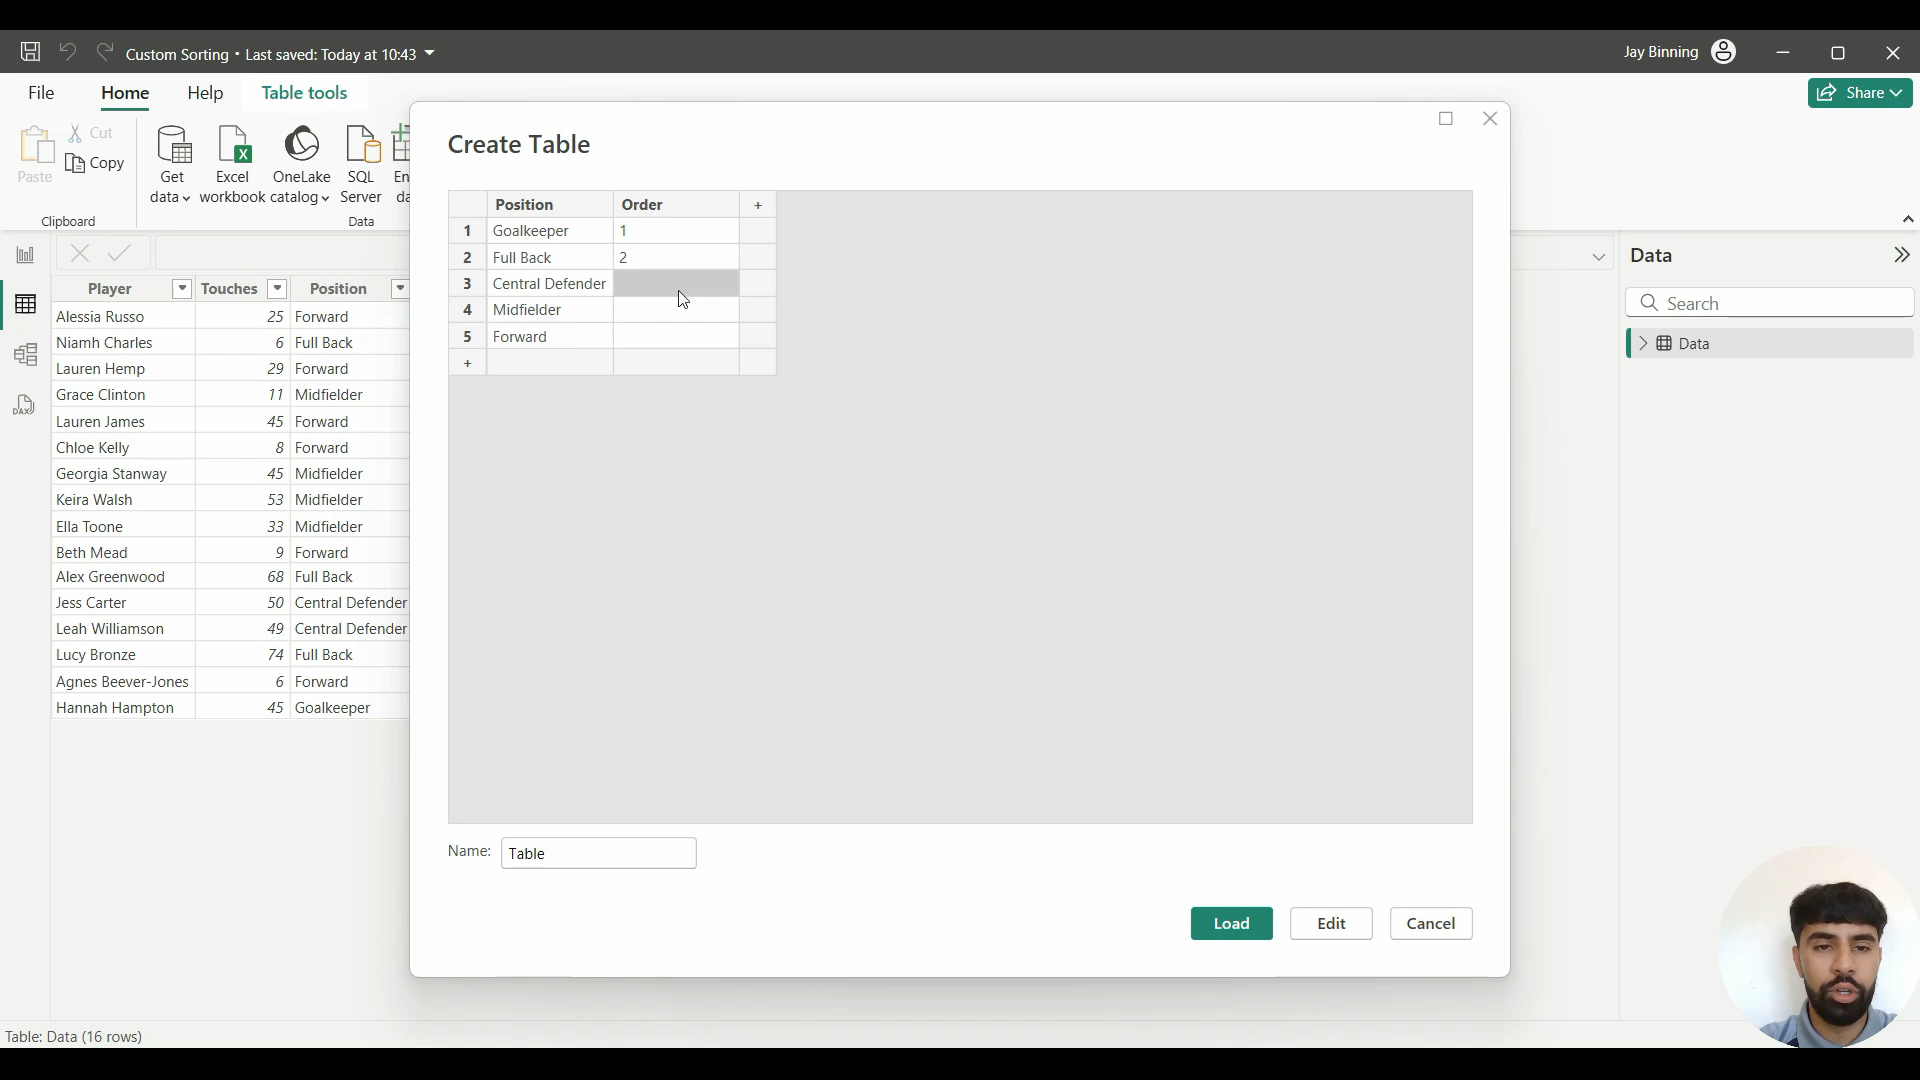 Custom Sorting • Last saved: Today at 10:43
Jay Binning
File
Home
Help
Table tools
Share
Paste
Cut
Copy
Clipboard
Get data
Excel workbook
OneLake catalog
SQL Server
En
da
Data
Create Table
Position Order +
1 Goalkeeper 1
2 Full Back 2
3 Central Defender
4 Midfielder
5 Forward
+
Name: Table
Load
Edit
Cancel
Player Touches Position
Alessia Russo 25 Forward
Niamh Charles 6 Full Back
Lauren Hemp 29 Forward
Grace Clinton 11 Midfielder
Lauren James 45 Forward
Chloe Kelly 8 Forward
Georgia Stanway 45 Midfielder
Keira Walsh 53 Midfielder
Ella Toone 33 Midfielder
Beth Mead 9 Forward
Alex Greenwood 68 Full Back
Jess Carter 50 Central Defender
Leah Williamson 49 Central Defender
Lucy Bronze 74 Full Back
Agnes Beever-Jones 6 Forward
Hannah Hampton 45 Goalkeeper
DAX
Data
Search
Data
Table: Data (16 rows)